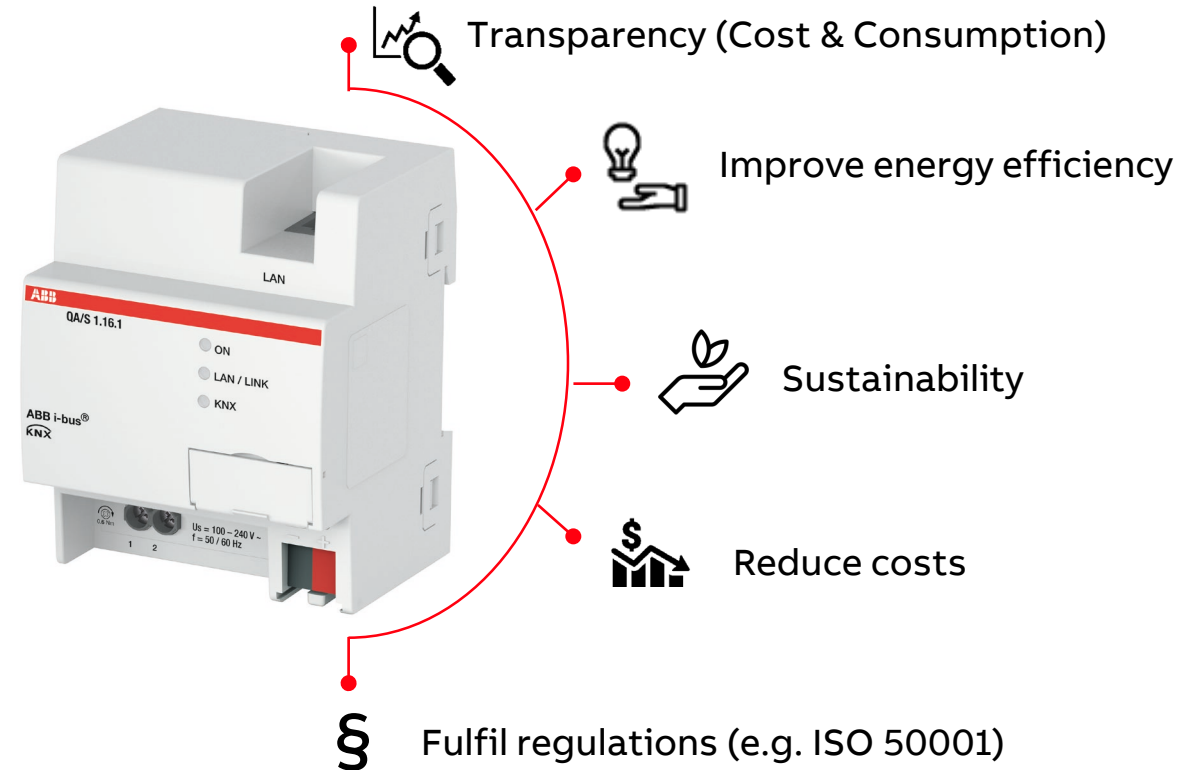 Transparency (Cost & Consumption)
Improve energy efficiency
LAN
ABB
QA/S 1.16.1
ON
LAN / LINK
KNX
Sustainability
ABB i-bus®
KNX
Us = 100 – 240 V ~
f = 50 / 60 Hz
1 2
– +
$
Reduce costs
§ Fulfil regulations (e.g. ISO 50001)